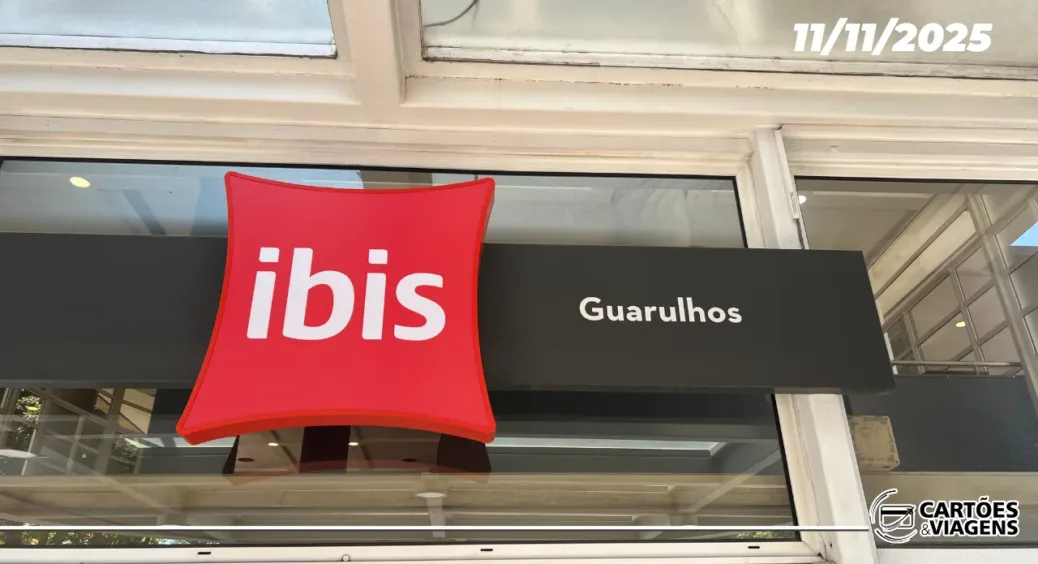 11/11/2025
ibis
Guarulhos
CARTÕES
&VIAGENS